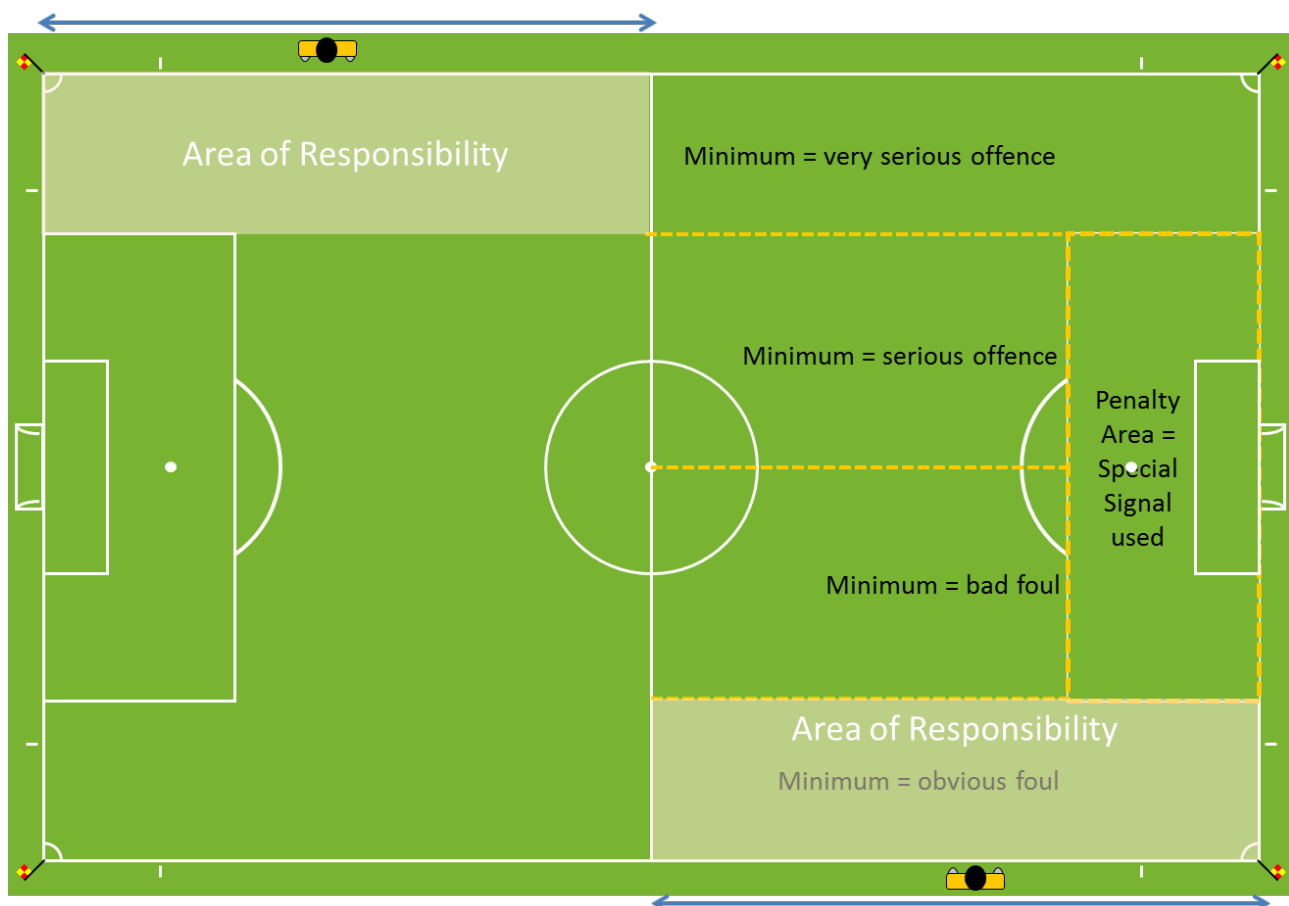 Area of Responsibility
Minimum = very serious offence
Minimum = serious offence
Penalty
Area =
Special
Signal
used
Minimum = bad foul
Area of Responsibility
Minimum = obvious foul